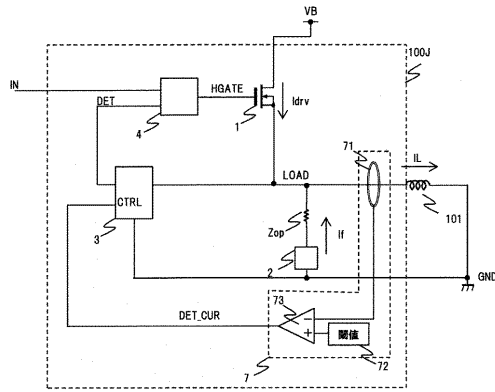 VB
100J
IN
HGATE
Idrv
DET
1
4
71
IL
LOAD
CTRL
Zop
If
101
3
2
GND
73
DET_CUR
−
+
閾値
72
7